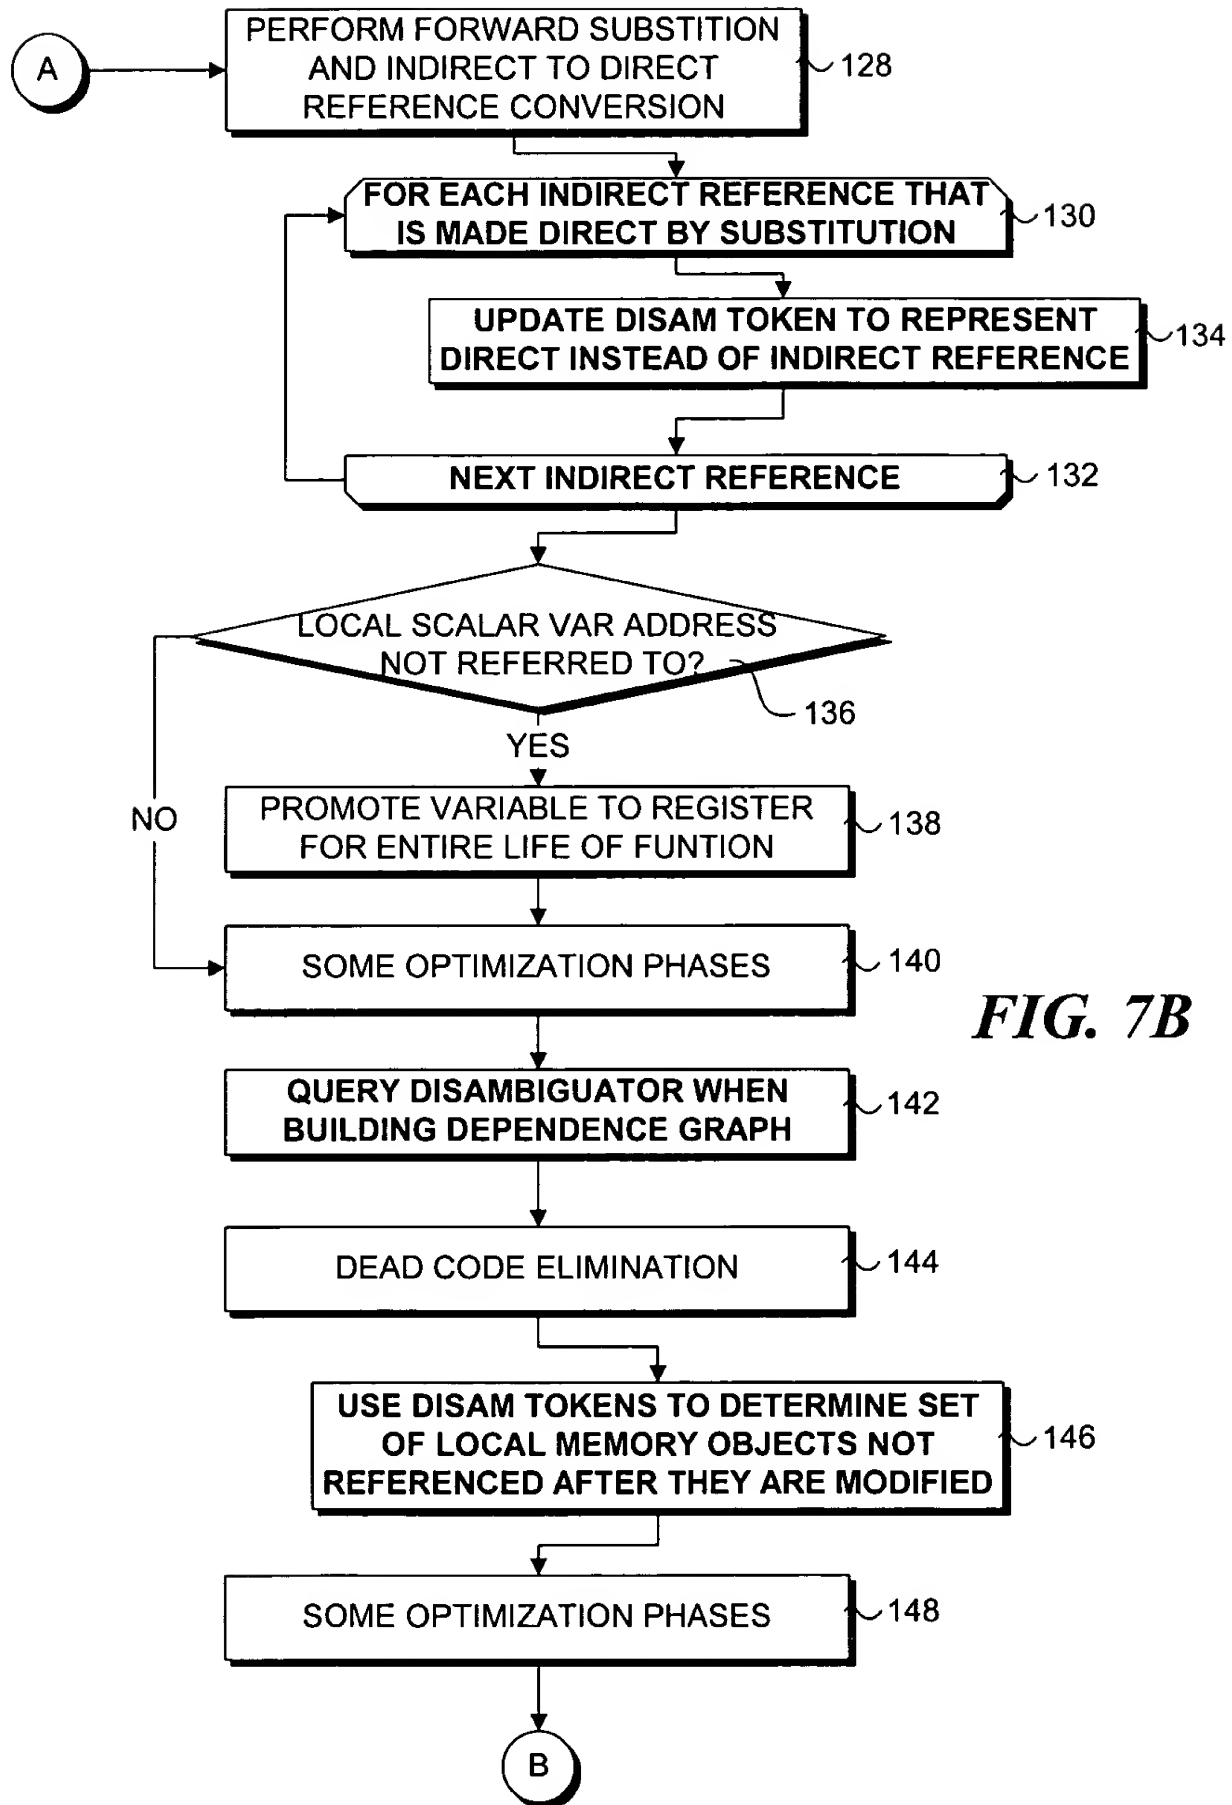 A
PERFORM FORWARD SUBSTITION
AND INDIRECT TO DIRECT
REFERENCE CONVERSION
128
FOR EACH INDIRECT REFERENCE THAT
IS MADE DIRECT BY SUBSTITUTION
130
UPDATE DISAM TOKEN TO REPRESENT
DIRECT INSTEAD OF INDIRECT REFERENCE
134
NEXT INDIRECT REFERENCE
132
LOCAL SCALAR VAR ADDRESS
NOT REFERRED TO?
136
YES
NO
PROMOTE VARIABLE TO REGISTER
FOR ENTIRE LIFE OF FUNTION
138
SOME OPTIMIZATION PHASES
140
FIG. 7B
QUERY DISAMBIGUATOR WHEN
BUILDING DEPENDENCE GRAPH
142
DEAD CODE ELIMINATION
144
USE DISAM TOKENS TO DETERMINE SET
OF LOCAL MEMORY OBJECTS NOT
REFERENCED AFTER THEY ARE MODIFIED
146
SOME OPTIMIZATION PHASES
148
B